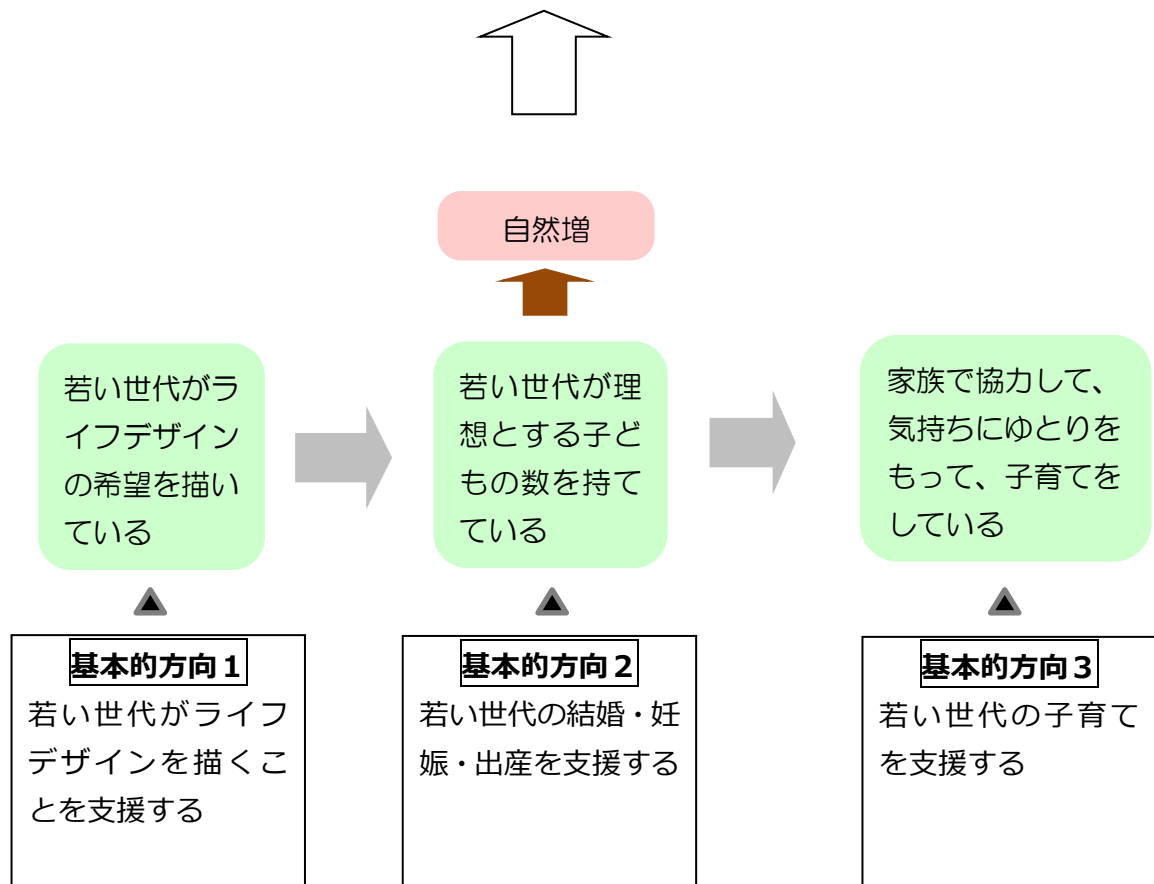 自然増
若い世代がラ
イフデザイン
の希望を描い
ている
若い世代が理
想とする子ど
もの数を持て
ている
家族で協力して、
気持ちにゆとりを
もって、子育てを
している
基本的方向1
若い世代がライフ
デザインを描くこ
とを支援する
基本的方向2
若い世代の結婚・妊
娠・出産を支援する
基本的方向3
若い世代の子育て
を支援する